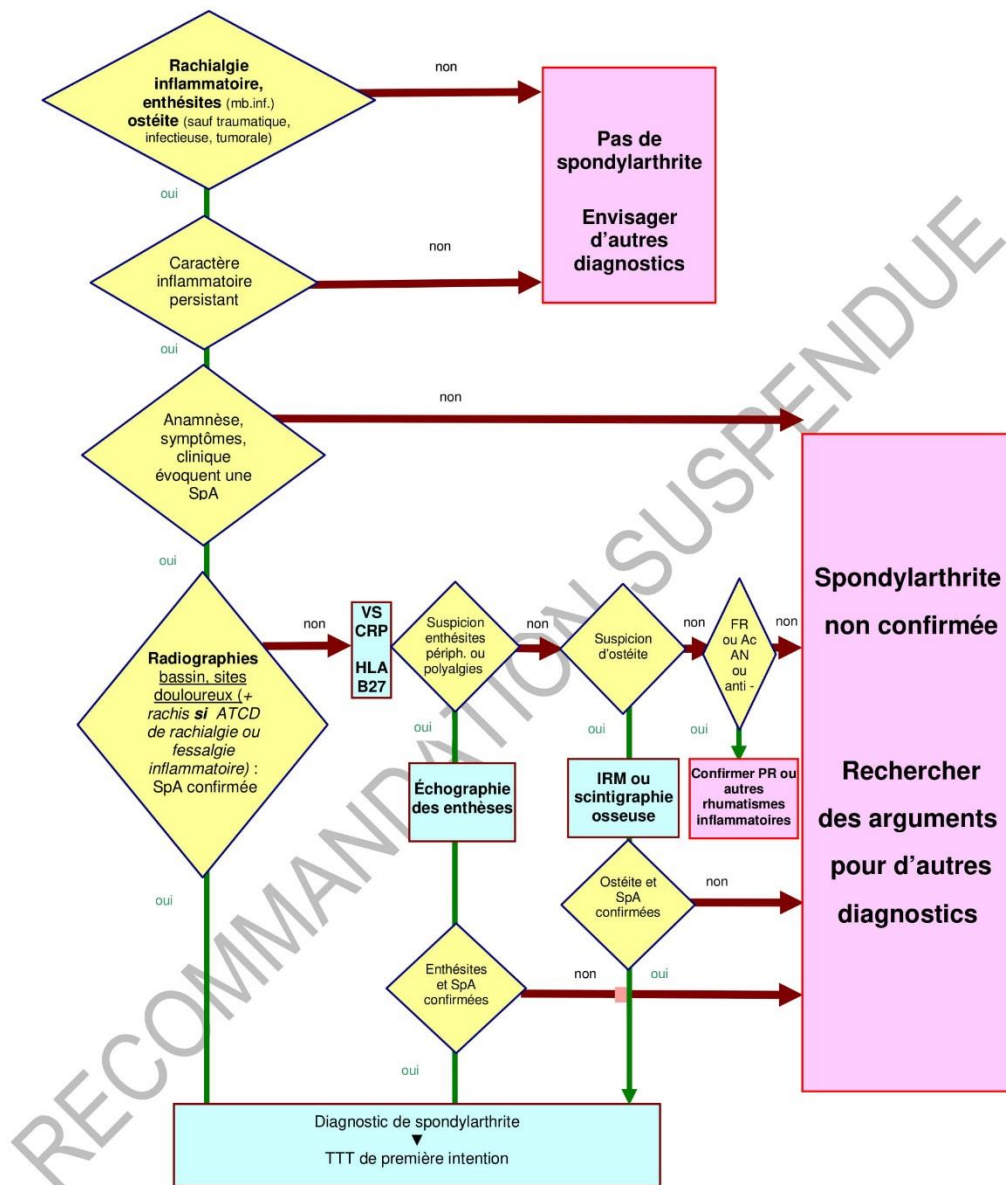 Rachialgie
inflammatoire,
enthésites (mb.inf.)
ostéite (sauf traumatique,
infectieuse, tumorale)
non
Pas de
spondylarthrite
Envisager
d'autres
diagnostics
oui
Caractère
inflammatoire
persistant
non
oui
Anamnèse,
symptômes,
clinique
évoquent une
SpA
non
oui
Radiographies
bassin, sites
douloureux (+
rachis si ATCD
de rachialgie ou
fessalgie
inflammatoire) :
SpA confirmée
non
VS
CRP
HLA
B27
Suspicion
enthésites
périph. ou
polyalgies
non
Suspicion
d'ostéite
non
FR
ou Ac
AN
ou
anti -
non
Spondylarthrite
non confirmée
Rechercher
des arguments
pour d'autres
diagnostics
oui
oui
oui
Échographie
des enthèses
IRM ou
scintigraphie
osseuse
Confirmer PR ou
autres
rhumatismes
inflammatoires
oui
Ostéite et
SpA
confirmées
non
Enthésites
et SpA
confirmées
non
oui
oui
Diagnostic de spondylarthrite
▼
TTT de première intention
RECOMMANDATION SUSPENDUE